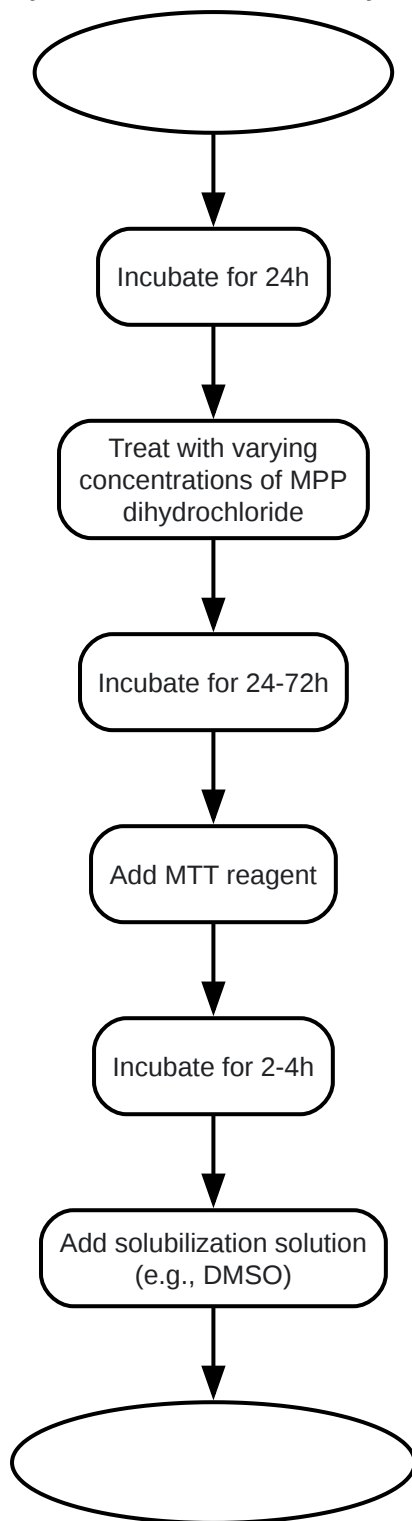 Incubate for 24h
Treat with varying
concentrations of MPP
dihydrochloride
Incubate for 24-72h
Add MTT reagent
Incubate for 2-4h
Add solubilization solution
(e.g., DMSO)